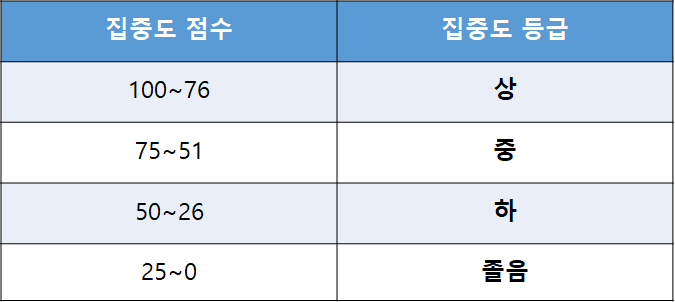 집중도 점수 집중도 등급
100~76 상
75~51 중
50~26 하
25~0 졸음